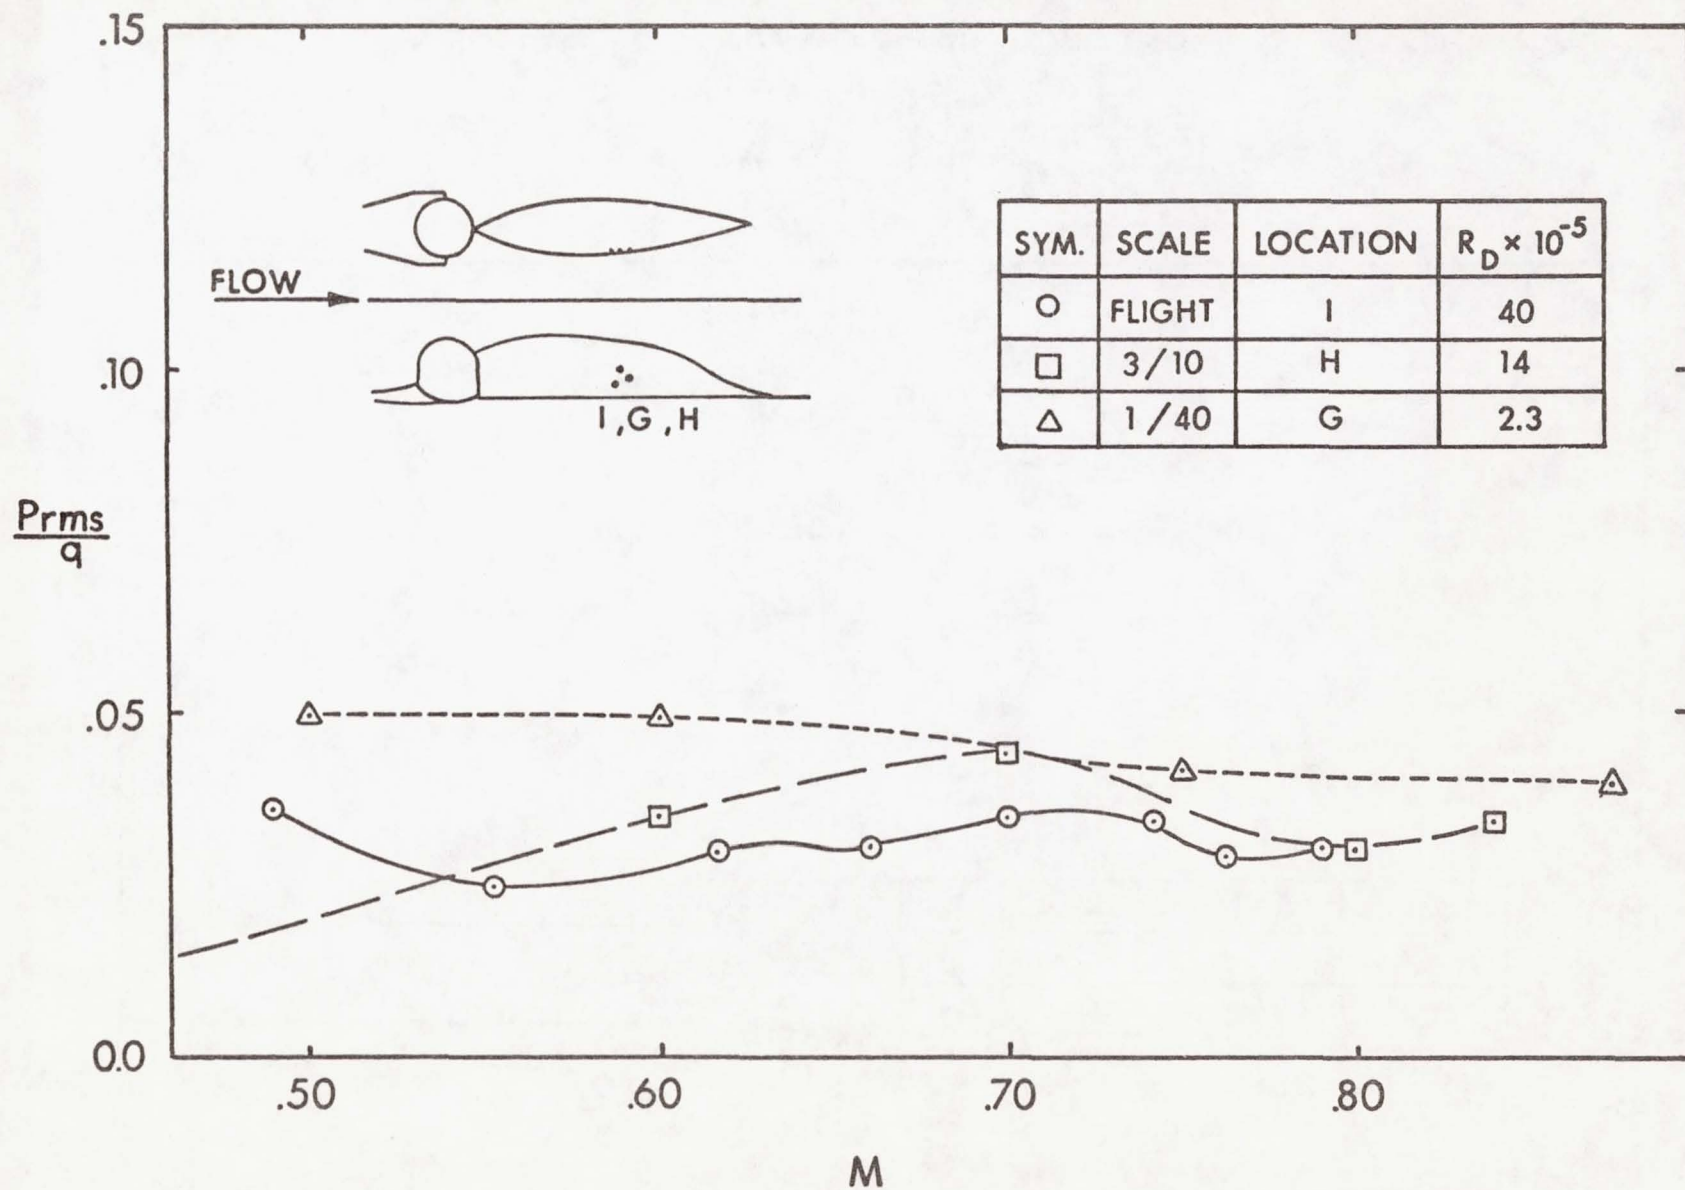 .15
.10
.05
0.0
Prms
q
FLOW
I,G,H
SYM. SCALE LOCATION R_D × 10^-5
FLIGHT I 40
3/10 H 14
1/40 G 2.3
.50 .60 .70 .80
M